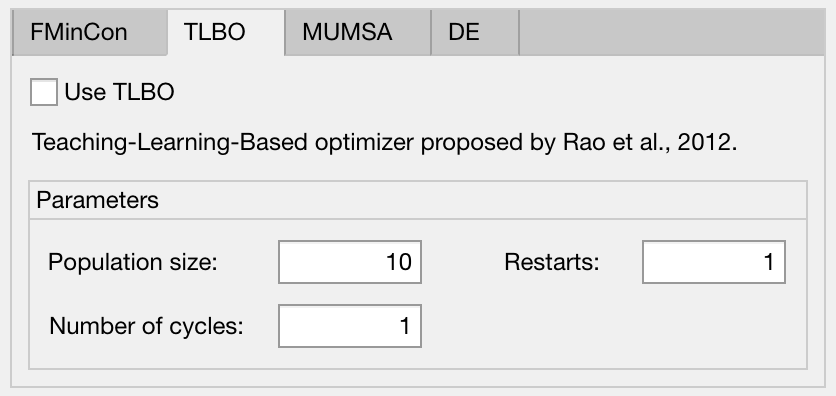 FMinCon TLBO MUMSA DE
Use TLBO
Teaching-Learning-Based optimizer proposed by Rao et al., 2012.
Parameters
Population size: 10 Restarts: 1
Number of cycles: 1